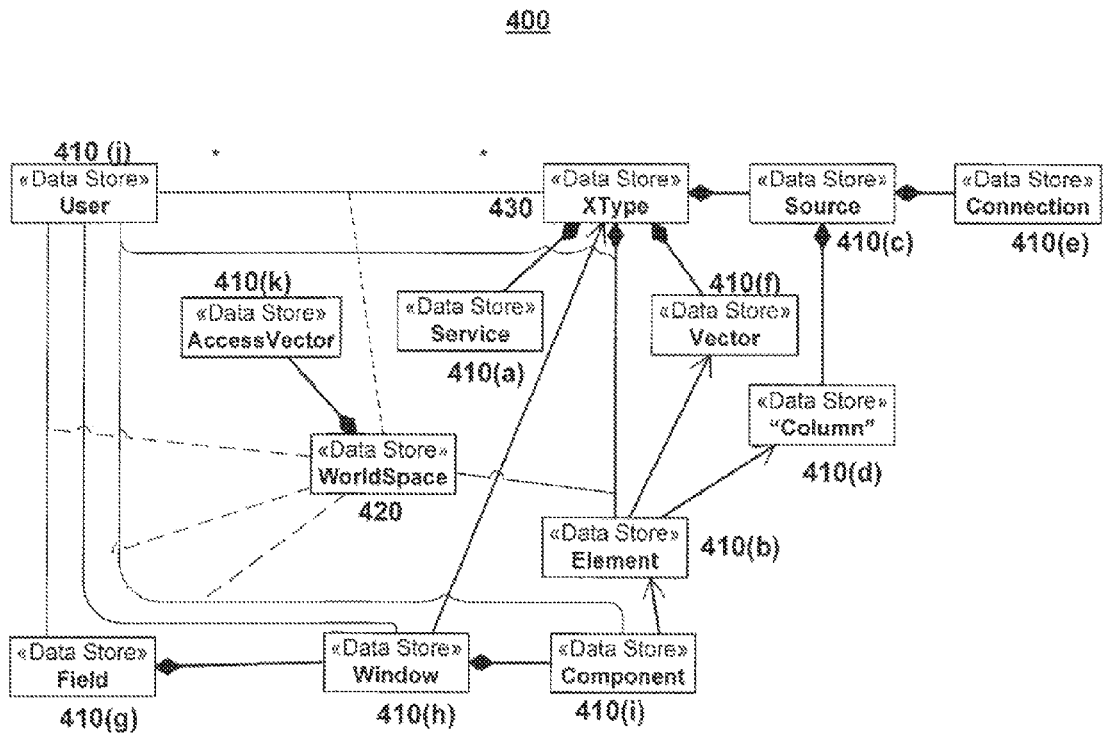 400
410 (j)
* *
«Data Store»
User
430
«Data Store»
XType
«Data Store»
Source
410(c)
«Data Store»
Connection
410(e)
410(k)
«Data Store»
AccessVector
«Data Store»
Service
410(a)
410(f)
«Data Store»
Vector
«Data Store»
"Column"
410(d)
«Data Store»
WorldSpace
420
«Data Store»
Element
410(b)
«Data Store»
Field
410(g)
«Data Store»
Window
410(h)
«Data Store»
Component
410(i)